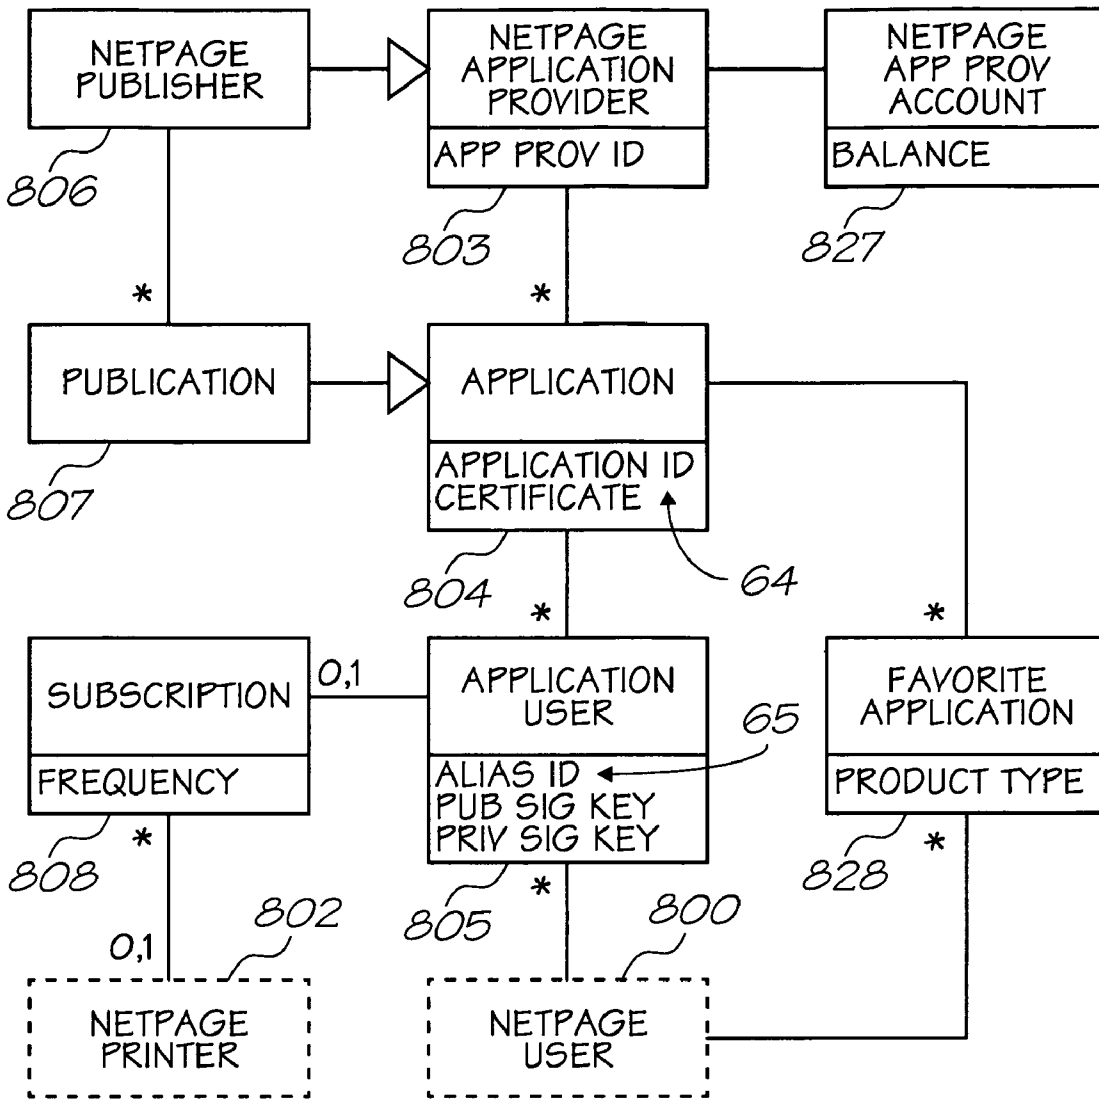 NETPAGE
PUBLISHER
806
NETPAGE
APPLICATION
PROVIDER
APP PROV ID
803
NETPAGE
APP PROV
ACCOUNT
BALANCE
827
*
*
PUBLICATION
807
APPLICATION
APPLICATION ID
CERTIFICATE
64
804
*
*
SUBSCRIPTION
FREQUENCY
808
0,1
APPLICATION
USER
65
ALIAS ID
PUB SIG KEY
PRIV SIG KEY
805
FAVORITE
APPLICATION
PRODUCT TYPE
828
*
*
*
802
800
0,1
NETPAGE
PRINTER
NETPAGE
USER